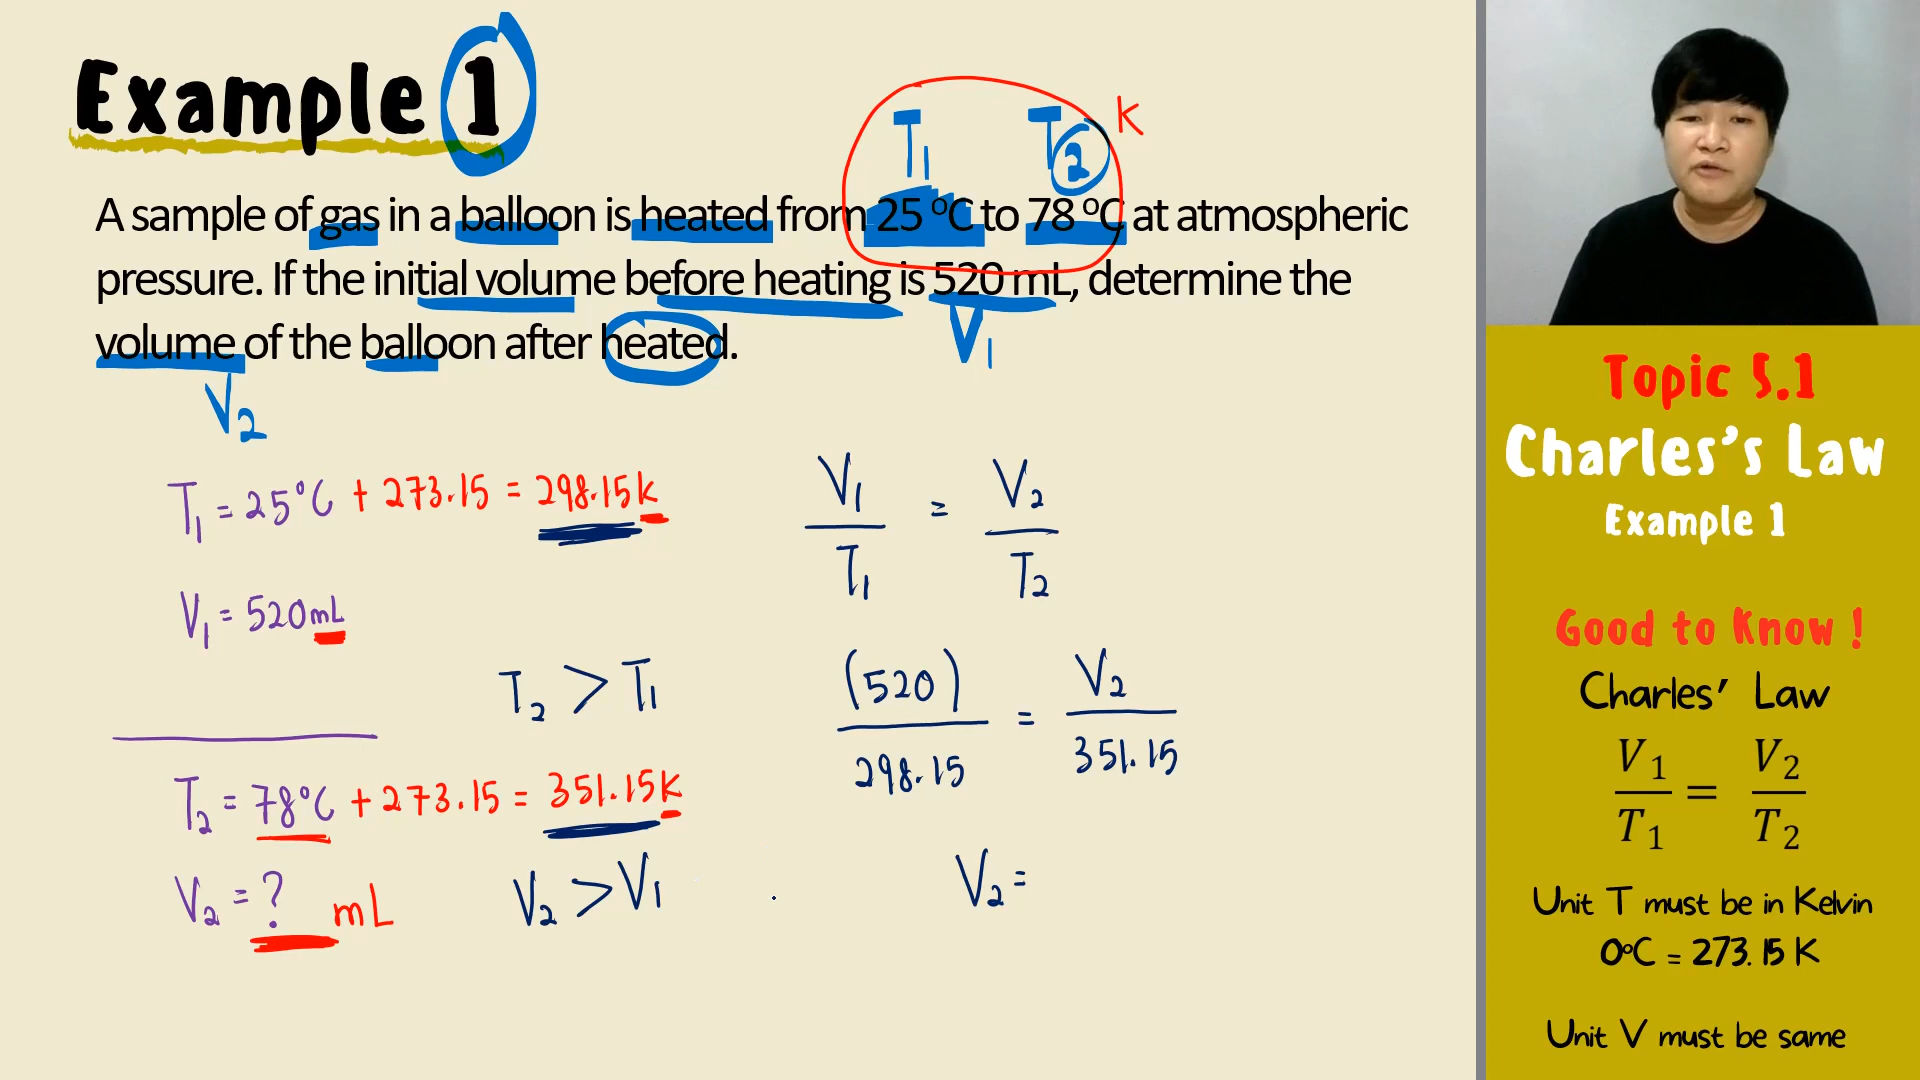 Example 1
T1 T2 K
A sample of gas in a balloon is heated from 25 °C to 78 °C at atmospheric
pressure. If the initial volume before heating is 520 mL, determine the
volume of the balloon after heated.
V1
V2
T1 = 25°C + 273.15 = 298.15 k
V1 = 520 mL
T2 > T1
T2 = 78°C + 273.15 = 351.15 k
V2 = ? mL
V2 > V1
V1 = V2
T1 T2
(520) = V2
298.15 351.15
V2 =
Topic 5.1
Charles's Law
Example 1
Good to Know !
Charles' Law
V1 = V2
T1 T2
Unit T must be in Kelvin
0°C = 273.15 K
Unit V must be same